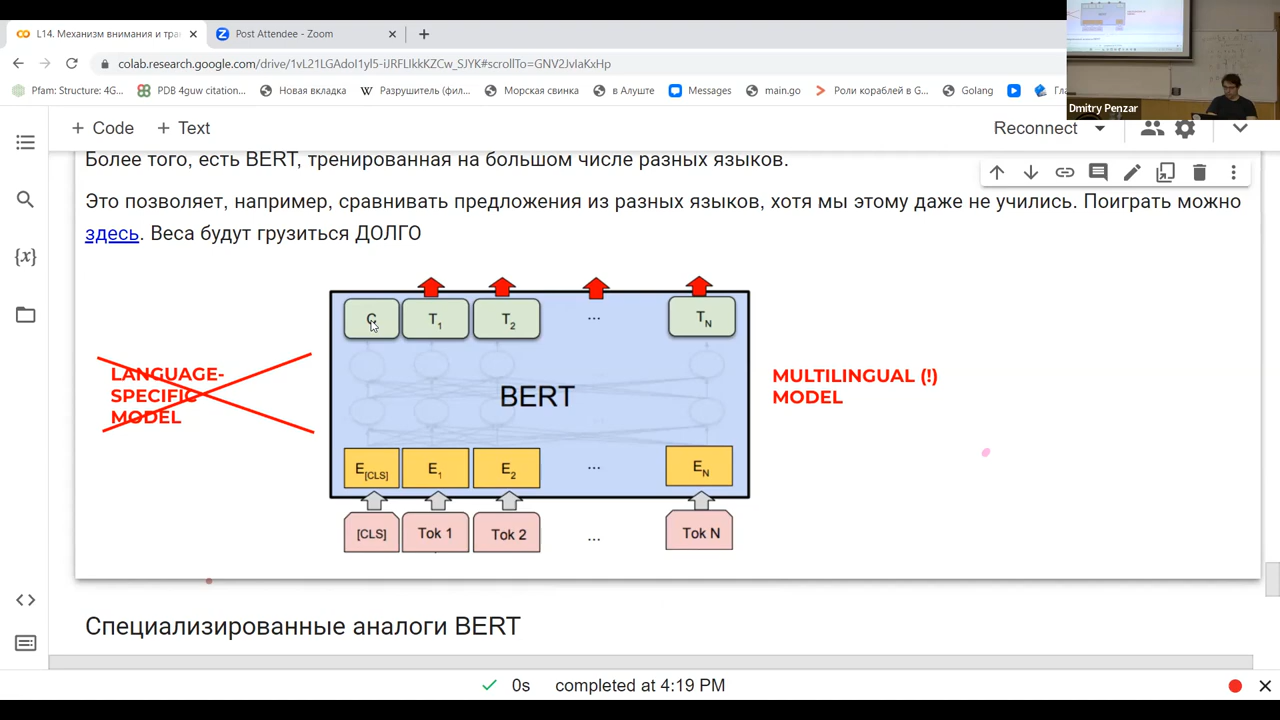 L14. Механизм внимания и тра
Post Attendee - Zoom
colab.research.google.com/drive/
Pfam: Structure: 4G...
PDB 4guw citation...
Новая вкладка
Разрушитель (фил...
Морская свинка
в Алуште
Messages
main.go
Роли кораблей в G...
Golang
Dmitry Penzar
+ Code
+ Text
Reconnect
Более того, есть BERT, тренированная на большом числе разных языков.
Это позволяет, например, сравнивать предложения из разных языков, хотя мы этому даже не учились. Поиграть можно
здесь. Веса будут грузиться ДОЛГО
C T1 T2 ... TN
LANGUAGE-
SPECIFIC
MODEL
BERT
MULTILINGUAL (!)
MODEL
E[CLS] E1 E2 ... EN
[CLS] Tok 1 Tok 2 ... Tok N
Специализированные аналоги BERT
0s completed at 4:19 PM